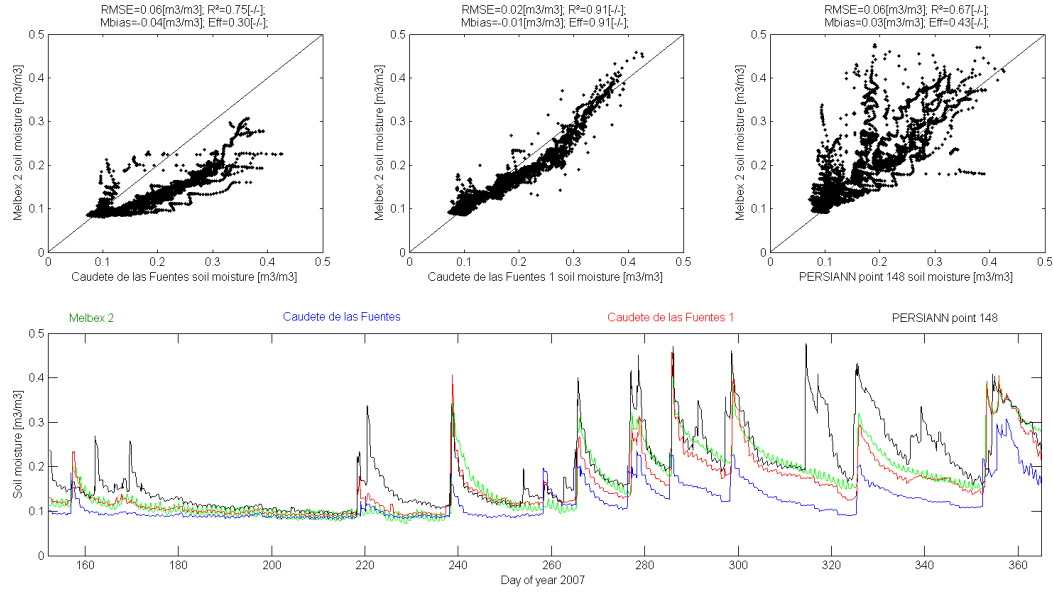 RMSE=0.06[m3/m3]; R²=0.75[-/-];
Mbias=-0.04[m3/m3]; Eff=0.30[-/-];
RMSE=0.02[m3/m3]; R²=0.91[-/-];
Mbias=-0.01[m3/m3]; Eff=0.91[-/-];
RMSE=0.06[m3/m3]; R²=0.67[-/-];
Mbias=0.03[m3/m3]; Eff=0.43[-/-];
0.5
0.4
0.3
0.2
0.1
0
Melbex 2 soil moisture [m3/m3]
0 0.1 0.2 0.3 0.4 0.5
Caudete de las Fuentes soil moisture [m3/m3]
0.5
0.4
0.3
0.2
0.1
0
Melbex 2 soil moisture [m3/m3]
0 0.1 0.2 0.3 0.4 0.5
Caudete de las Fuentes 1 soil moisture [m3/m3]
0.5
0.4
0.3
0.2
0.1
0
Melbex 2 soil moisture [m3/m3]
0 0.1 0.2 0.3 0.4 0.5
PERSIANN point 148 soil moisture [m3/m3]
Melbex 2
Caudete de las Fuentes
Caudete de las Fuentes 1
PERSIANN point 148
0.5
0.4
0.3
0.2
0.1
0
Soil moisture [m3/m3]
160 180 200 220 240 260 280 300 320 340 360
Day of year 2007